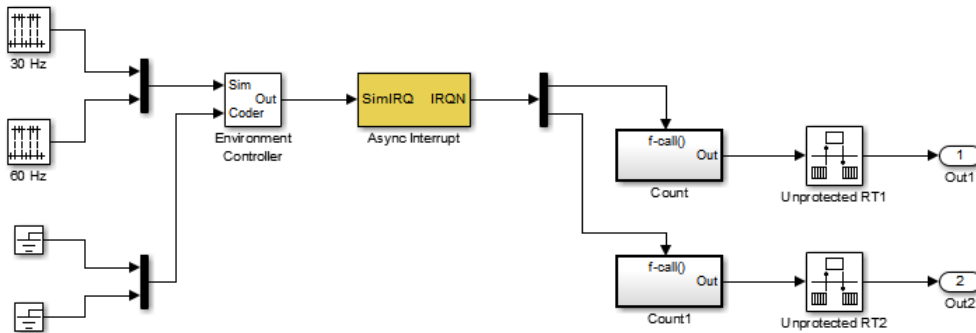 30 Hz
60 Hz
Sim
Out
Coder
Environment
Controller
SimIRQ IRQN
Async Interrupt
f-call()
Out
Count
Unprotected RT1
1
Out1
f-call()
Out
Count1
Unprotected RT2
2
Out2